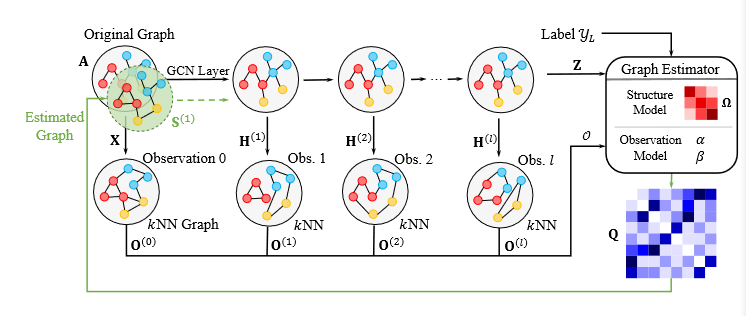 Original Graph
Label 𝒴_L
A
GCN Layer
Z
Graph Estimator
Structure
Model
Ω
Estimated
Graph
S^(1)
...
X
H^(1)
H^(2)
H^(l)
𝒪
Observation
Model
α
β
Observation 0
Obs. 1
Obs. 2
Obs. l
kNN Graph
kNN
kNN
kNN
O^(0)
O^(1)
O^(2)
O^(l)
Q